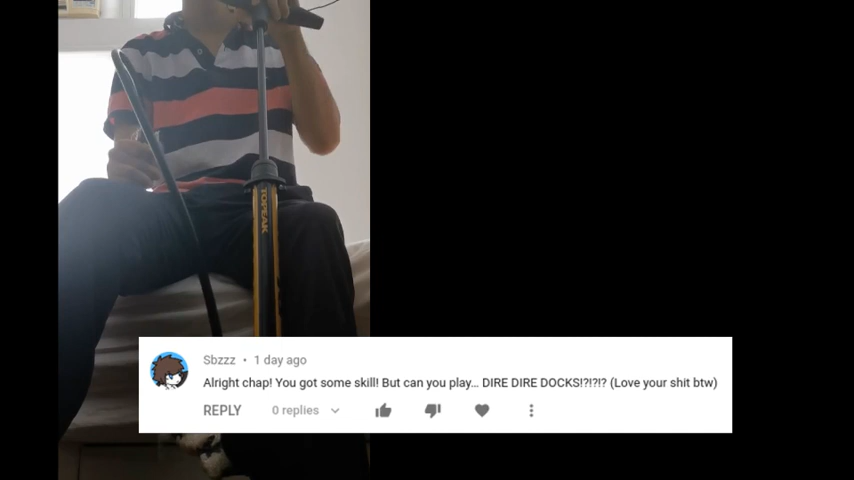 TOPEAK
Sbzzz • 1 day ago
Alright chap! You got some skill! But can you play... DIRE DIRE DOCKS!?!?!? (Love your shit btw)
REPLY 0 replies